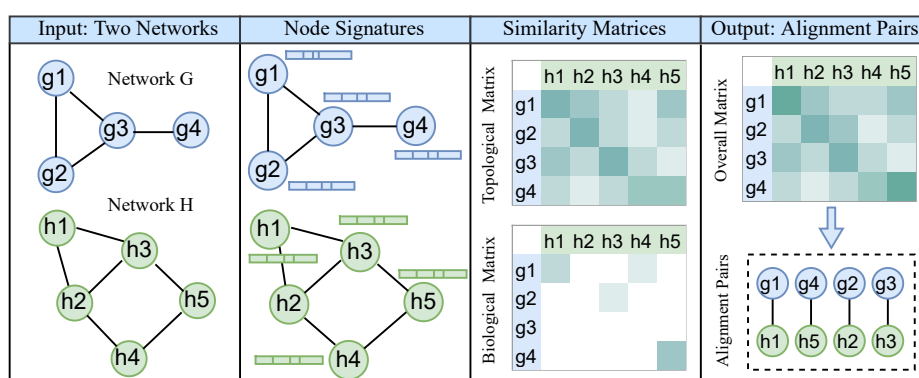 Input: Two Networks
Network G
g1
g3
g4
g2
Network H
h1
h3
h2
h5
h4
Node Signatures
g1
g3
g4
g2
h1
h3
h2
h5
h4
Similarity Matrices
Topological Matrix
h1 h2 h3 h4 h5
g1
g2
g3
g4
Biological Matrix
h1 h2 h3 h4 h5
g1
g2
g3
g4
Output: Alignment Pairs
Overall Matrix
h1 h2 h3 h4 h5
g1
g2
g3
g4
Alignment Pairs
g1 g4 g2 g3
h1 h5 h2 h3